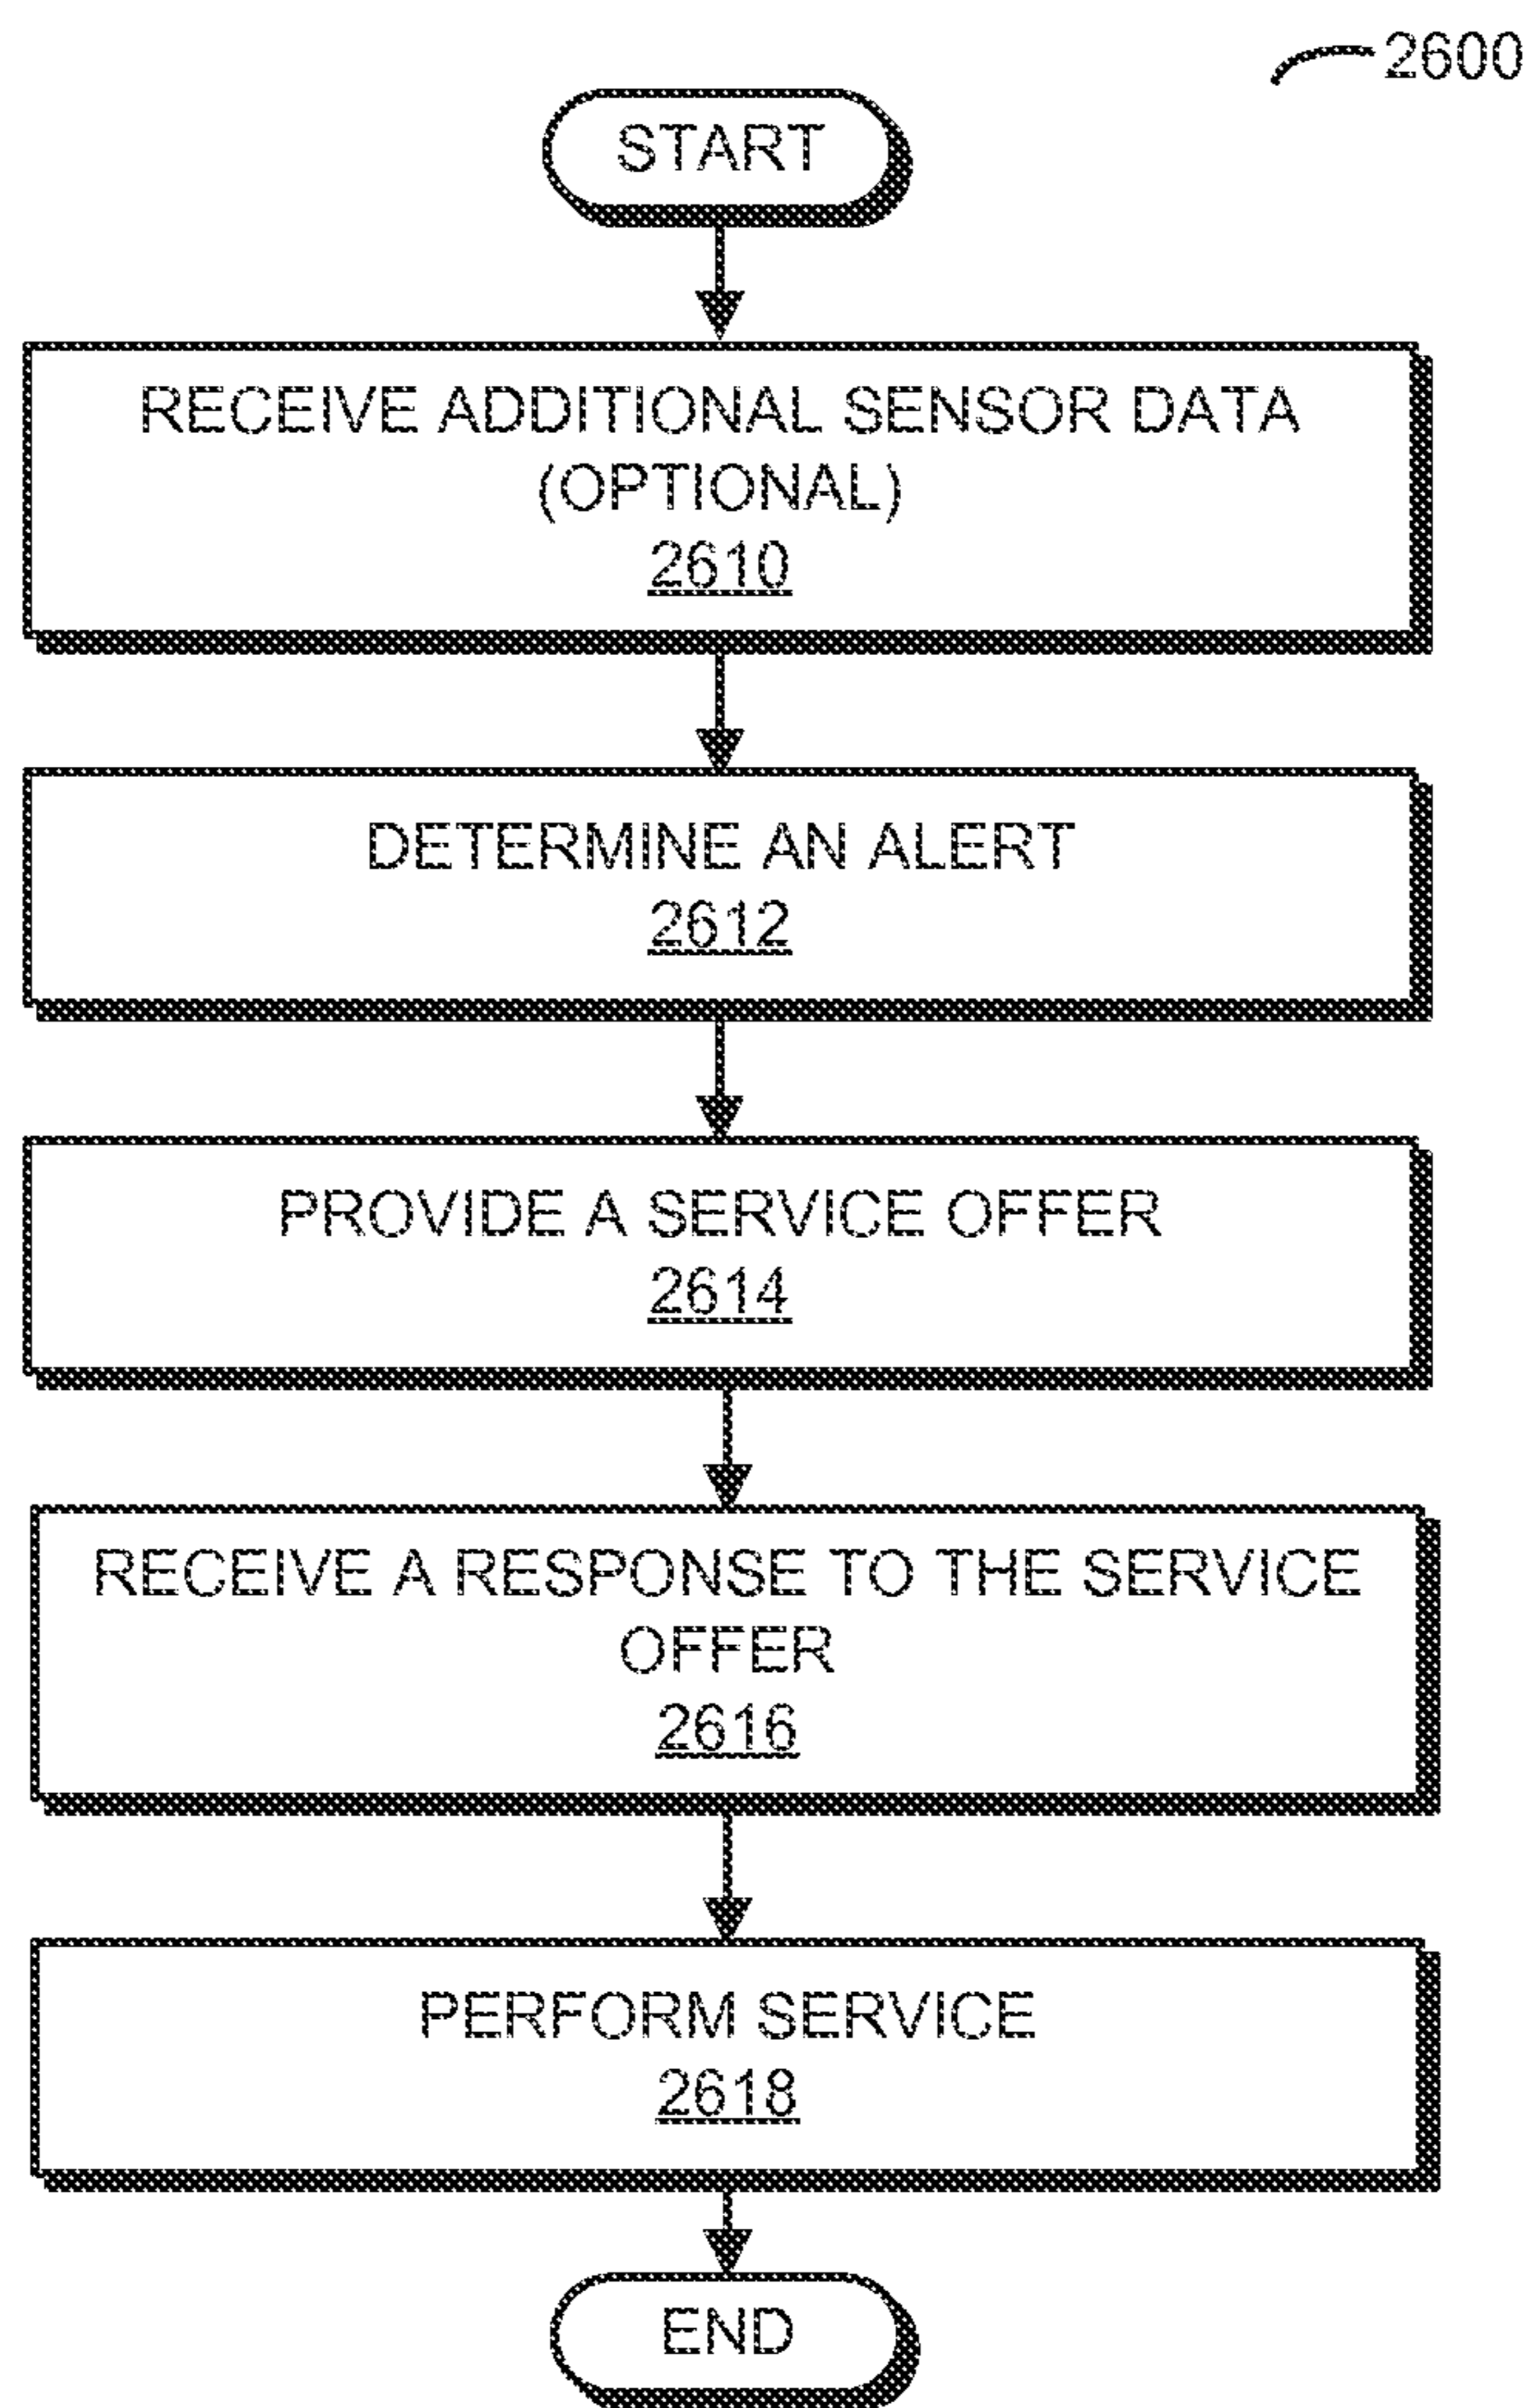 2600
START
RECEIVE ADDITIONAL SENSOR DATA
(OPTIONAL)
2610
DETERMINE AN ALERT
2612
PROVIDE A SERVICE OFFER
2614
RECEIVE A RESPONSE TO THE SERVICE
OFFER
2616
PERFORM SERVICE
2618
END